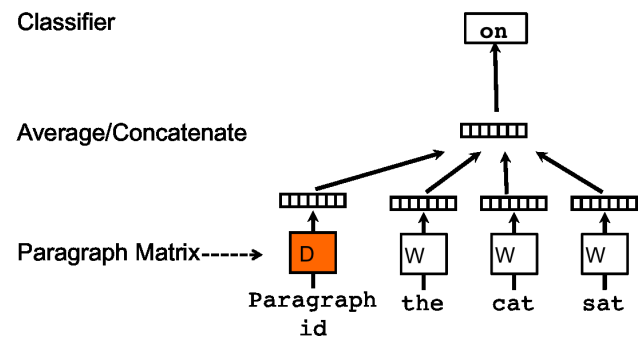 Classifier
on
Average/Concatenate
Paragraph Matrix
D
W
W
W
Paragraph
id
the
cat
sat